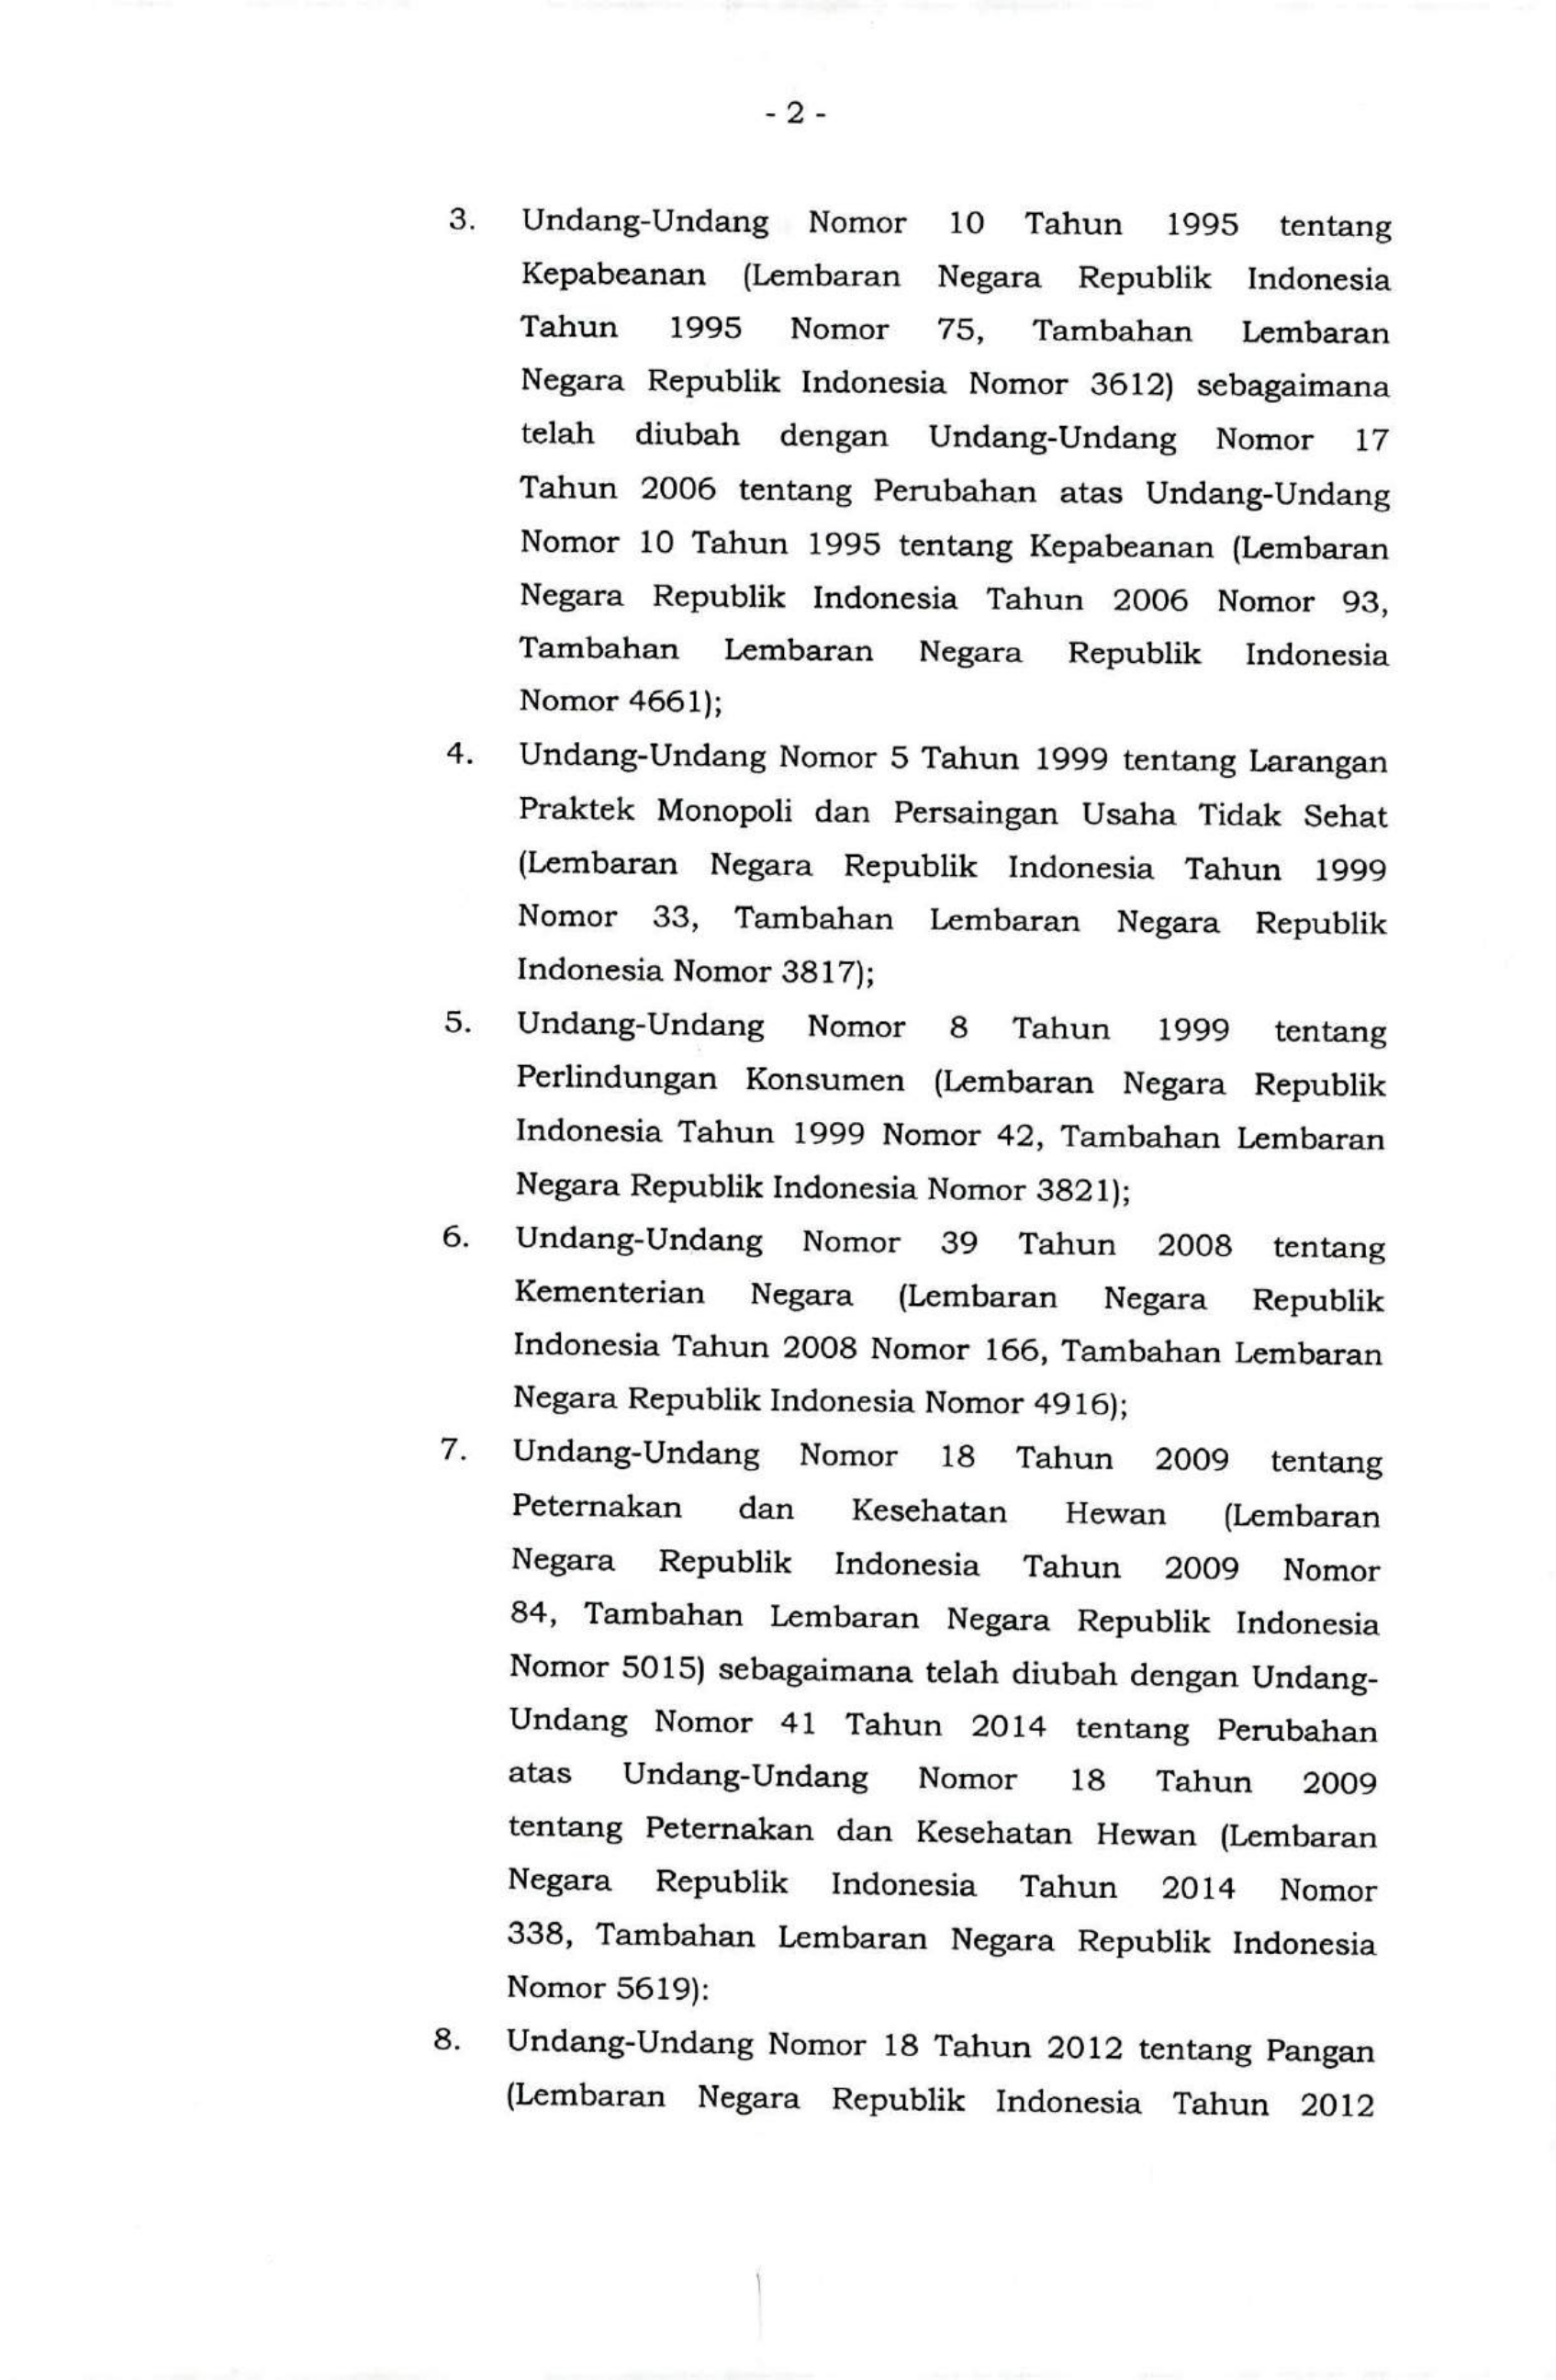 - 2 -
3. Undang-Undang Nomor 10 Tahun 1995 tentang
Kepabeanan (Lembaran Negara Republik Indonesia
Tahun 1995 Nomor 75, Tambahan Lembaran
Negara Republik Indonesia Nomor 3612) sebagaimana
telah diubah dengan Undang-Undang Nomor 17
Tahun 2006 tentang Perubahan atas Undang-Undang
Nomor 10 Tahun 1995 tentang Kepabeanan (Lembaran
Negara Republik Indonesia Tahun 2006 Nomor 93,
Tambahan Lembaran Negara Republik Indonesia
Nomor 4661);
4. Undang-Undang Nomor 5 Tahun 1999 tentang Larangan
Praktek Monopoli dan Persaingan Usaha Tidak Sehat
(Lembaran Negara Republik Indonesia Tahun 1999
Nomor 33, Tambahan Lembaran Negara Republik
Indonesia Nomor 3817);
5. Undang-Undang Nomor 8 Tahun 1999 tentang
Perlindungan Konsumen (Lembaran Negara Republik
Indonesia Tahun 1999 Nomor 42, Tambahan Lembaran
Negara Republik Indonesia Nomor 3821);
6. Undang-Undang Nomor 39 Tahun 2008 tentang
Kementerian Negara (Lembaran Negara Republik
Indonesia Tahun 2008 Nomor 166, Tambahan Lembaran
Negara Republik Indonesia Nomor 4916);
7. Undang-Undang Nomor 18 Tahun 2009 tentang
Peternakan dan Kesehatan Hewan (Lembaran
Negara Republik Indonesia Tahun 2009 Nomor
84, Tambahan Lembaran Negara Republik Indonesia
Nomor 5015) sebagaimana telah diubah dengan Undang-
Undang Nomor 41 Tahun 2014 tentang Perubahan
atas Undang-Undang Nomor 18 Tahun 2009
tentang Peternakan dan Kesehatan Hewan (Lembaran
Negara Republik Indonesia Tahun 2014 Nomor
338, Tambahan Lembaran Negara Republik Indonesia
Nomor 5619):
8. Undang-Undang Nomor 18 Tahun 2012 tentang Pangan
(Lembaran Negara Republik Indonesia Tahun 2012